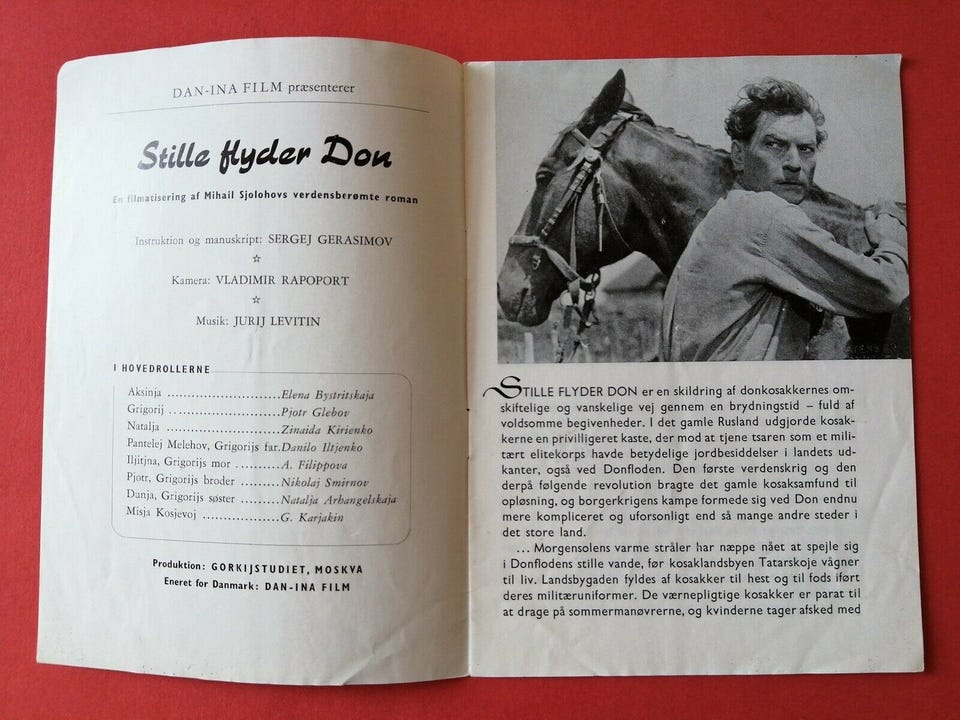 DAN-INA FILM præsenterer
Stille flyder Don
En filmatisering af Mihail Sjolohovs verdensberømte roman
Instruktion og manuskript: SERGEJ GERASIMOV
☆
Kamera: VLADIMIR RAPOPORT
☆
Musik: JURIJ LEVITIN
I HOVEDROLLERNE
Aksinja ..........................Elena Bystritskaja
Grigorij ..........................Pjotr Glebov
Natalja ..........................Zinaida Kirienko
Pantelej Melehov, Grigorijs far.Danilo Iltjenko
Iljitjna, Grigorijs mor ..........A. Filippova
Pjotr, Grigorijs broder .........Nikolaj Smirnov
Dunja, Grigorijs søster .........Natalja Arhangelskaja
Misja Kosjevoj .................G. Karjakin
Produktion: GORKIJSTUDIET, MOSKVA
Eneret for Danmark: DAN-INA FILM
STILLE FLYDER DON er en skildring af donkosakkernes om-
skiftelige og vanskelige vej gennem en brydningstid – fuld af
voldsomme begivenheder. I det gamle Rusland udgjorde kosak-
kerne en privilligeret kaste, der mod at tjene tsaren som et mili-
tært elitekorps havde betydelige jordbesiddelser i landets ud-
kanter, også ved Donfloden. Den første verdenskrig og den
derpå følgende revolution bragte det gamle kosaksamfund til
opløsning, og borgerkrigens kampe formede sig ved Don endnu
mere kompliceret og uforsonligt end så mange andre steder i
det store land.
... Morgensolens varme stråler har næppe nået at spejle sig
i Donflodens stille vande, før kosaklandsbyen Tatarskoje vågner
til liv. Landsbygaden fyldes af kosakker til hest og til fods iført
deres militæruniformer. De værnepligtige kosakker er parat til
at drage på sommermanøvrerne, og kvinderne tager afsked med